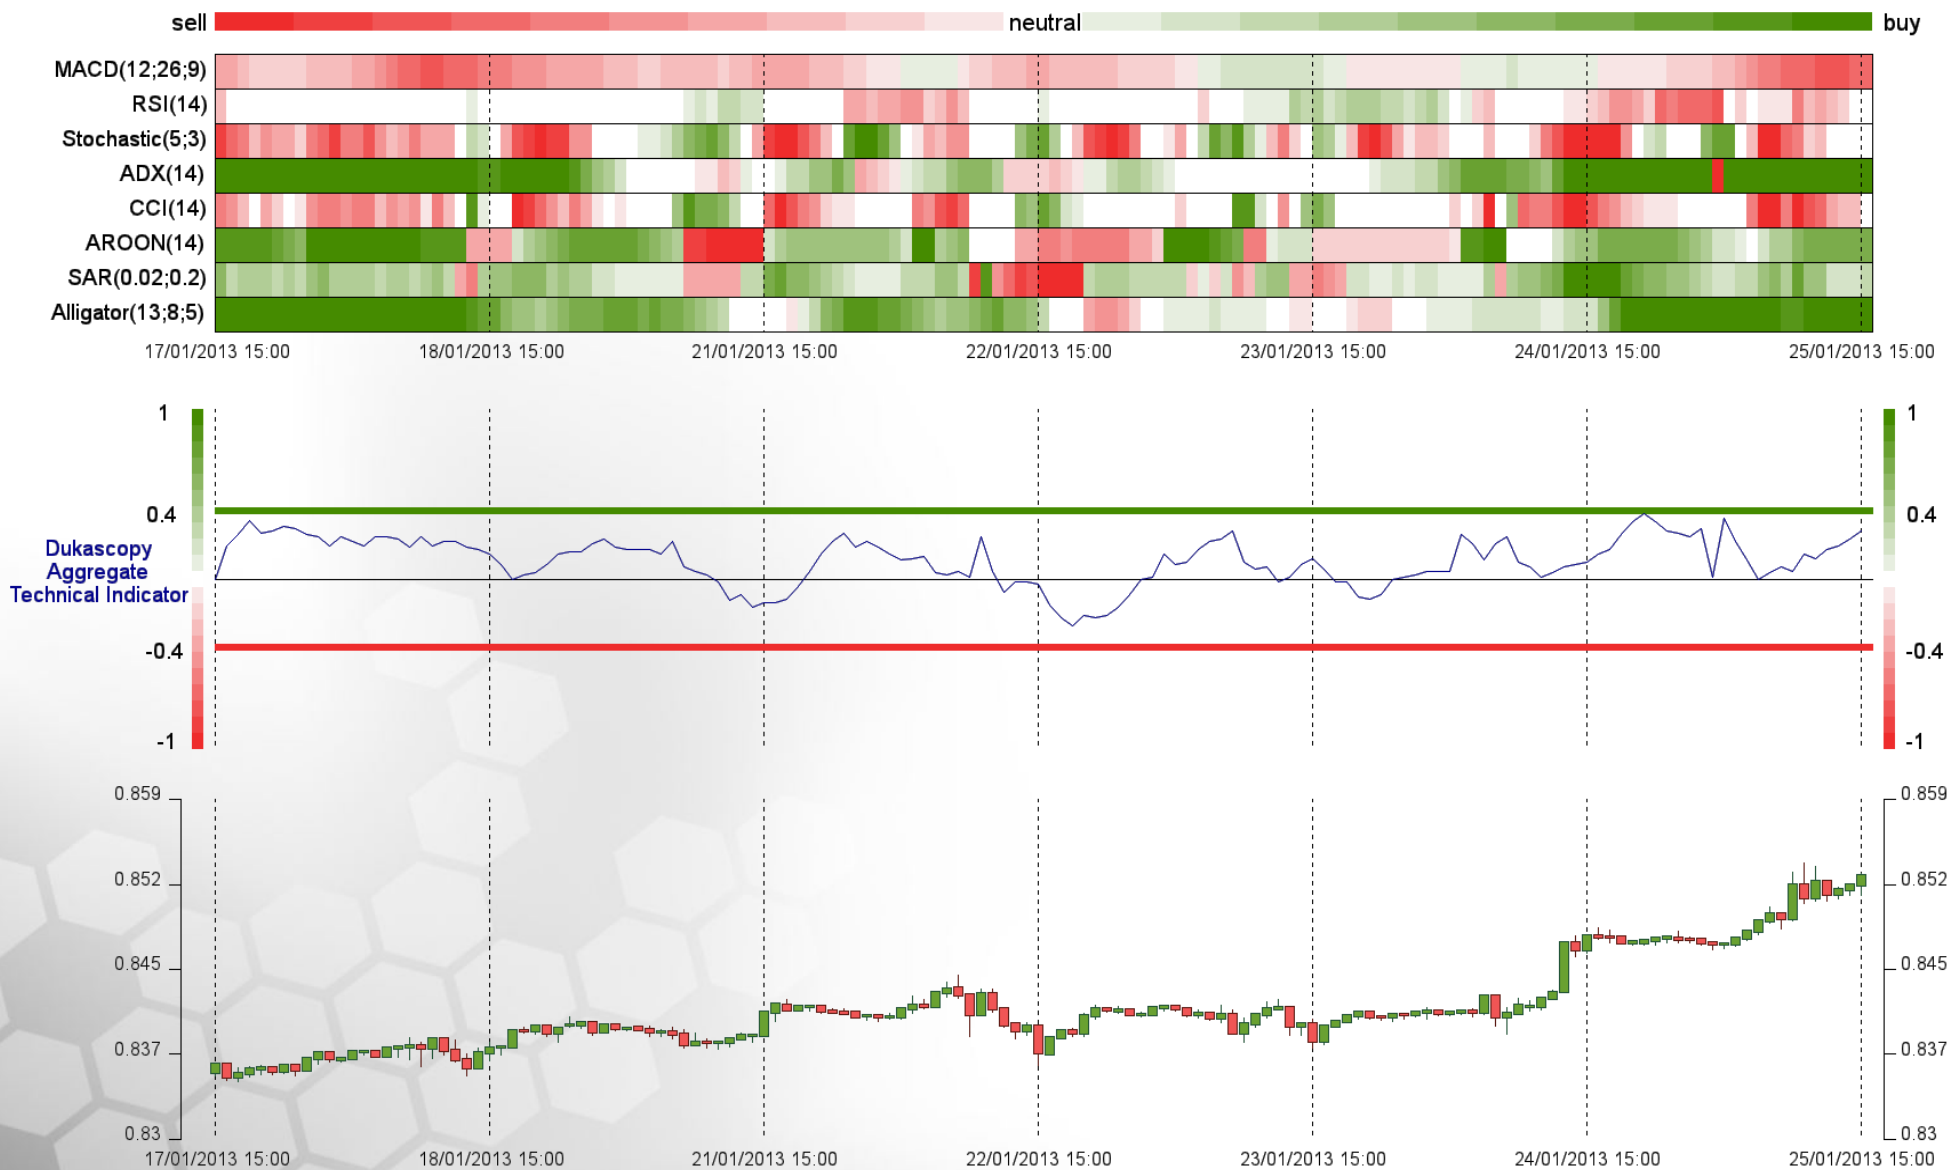 sell neutral buy
MACD(12;26;9)
RSI(14)
Stochastic(5;3)
ADX(14)
CCI(14)
AROON(14)
SAR(0.02;0.2)
Alligator(13;8;5)
17/01/2013 15:00 18/01/2013 15:00 21/01/2013 15:00 22/01/2013 15:00 23/01/2013 15:00 24/01/2013 15:00 25/01/2013 15:00
1 1
0.4 0.4
Dukascopy
Aggregate
Technical Indicator
-0.4 -0.4
-1 -1
0.859 0.859
0.852 0.852
0.845 0.845
0.837 0.837
0.83 0.83
17/01/2013 15:00 18/01/2013 15:00 21/01/2013 15:00 22/01/2013 15:00 23/01/2013 15:00 24/01/2013 15:00 25/01/2013 15:00